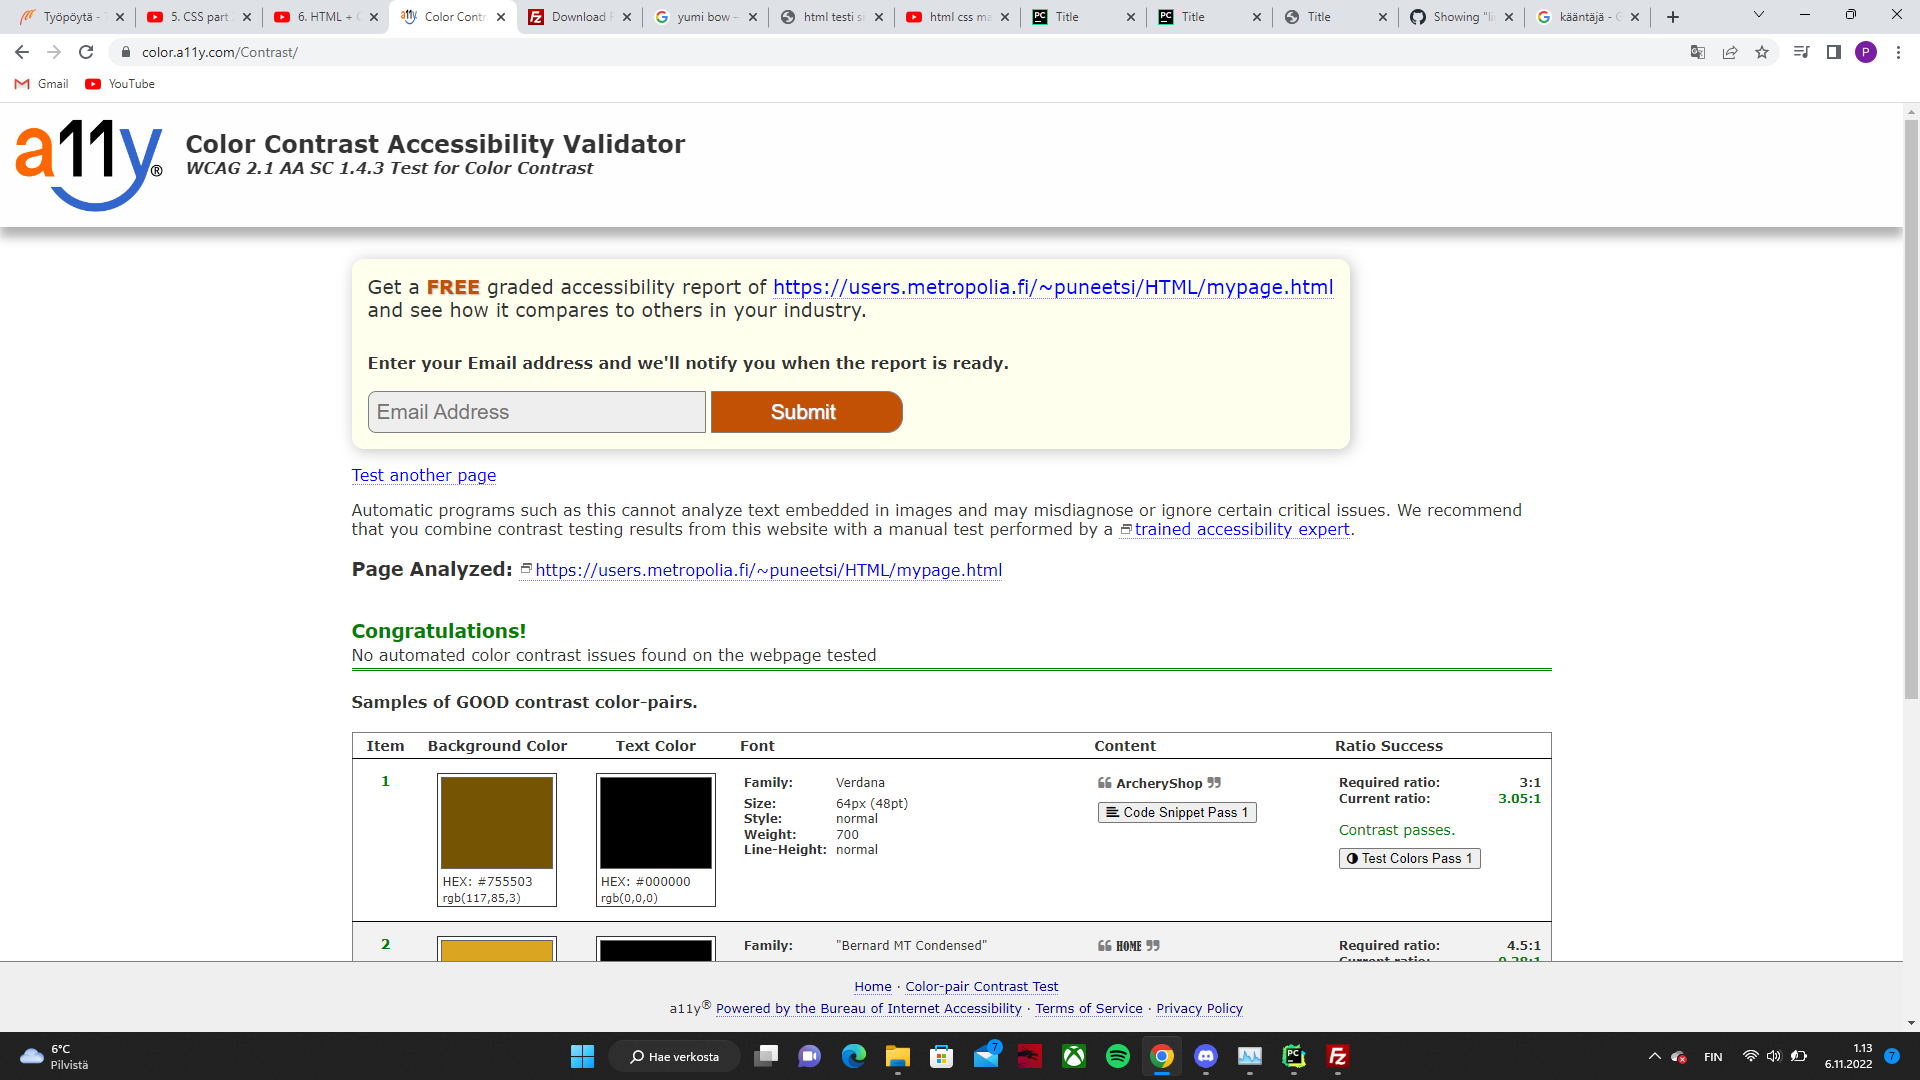 Työpöytä - T
5. CSS part 2
6. HTML + C
Color Contra
Download F
yumi bow –
html testi si
html css ma
Title
Title
Title
Showing "li
kääntäjä - G
color.a11y.com/Contrast/
P
Gmail
YouTube
a11y®
Color Contrast Accessibility Validator
WCAG 2.1 AA SC 1.4.3 Test for Color Contrast
Get a FREE graded accessibility report of https://users.metropolia.fi/~puneetsi/HTML/mypage.html
and see how it compares to others in your industry.
Enter your Email address and we'll notify you when the report is ready.
Email Address
Submit
Test another page
Automatic programs such as this cannot analyze text embedded in images and may misdiagnose or ignore certain critical issues. We recommend
that you combine contrast testing results from this website with a manual test performed by a trained accessibility expert.
Page Analyzed: https://users.metropolia.fi/~puneetsi/HTML/mypage.html
Congratulations!
No automated color contrast issues found on the webpage tested
Samples of GOOD contrast color-pairs.
Item Background Color Text Color Font Content Ratio Success
1
HEX: #755503
rgb(117,85,3)
HEX: #000000
rgb(0,0,0)
Family: Verdana
Size: 64px (48pt)
Style: normal
Weight: 700
Line-Height: normal
❝ ArcheryShop ❞
Code Snippet Pass 1
Required ratio: 3:1
Current ratio: 3.05:1
Contrast passes.
Test Colors Pass 1
2
Family: "Bernard MT Condensed"
❝ HOME ❞
Required ratio: 4.5:1
Current ratio:
Home · Color-pair Contrast Test
a11y® Powered by the Bureau of Internet Accessibility · Terms of Service · Privacy Policy
6°C
Pilvistä
Hae verkosta
7
PC
Fz
FIN
1.13
6.11.2022
7